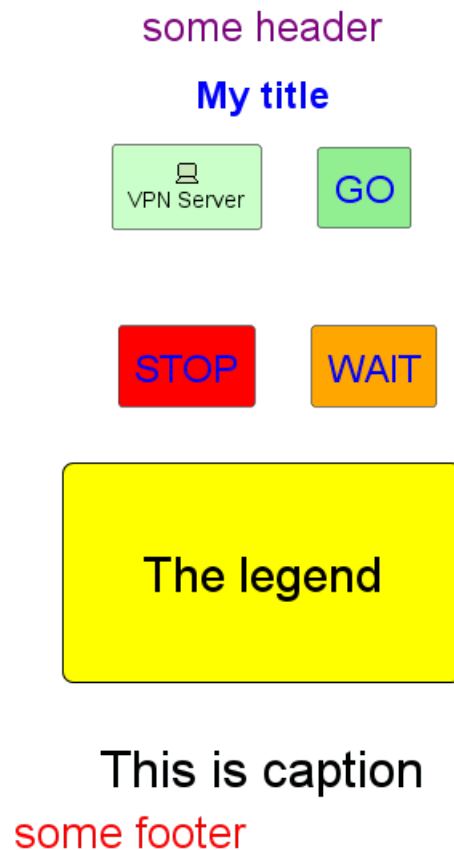 some header
My title
VPN Server
GO
STOP
WAIT
The legend
This is caption
some footer